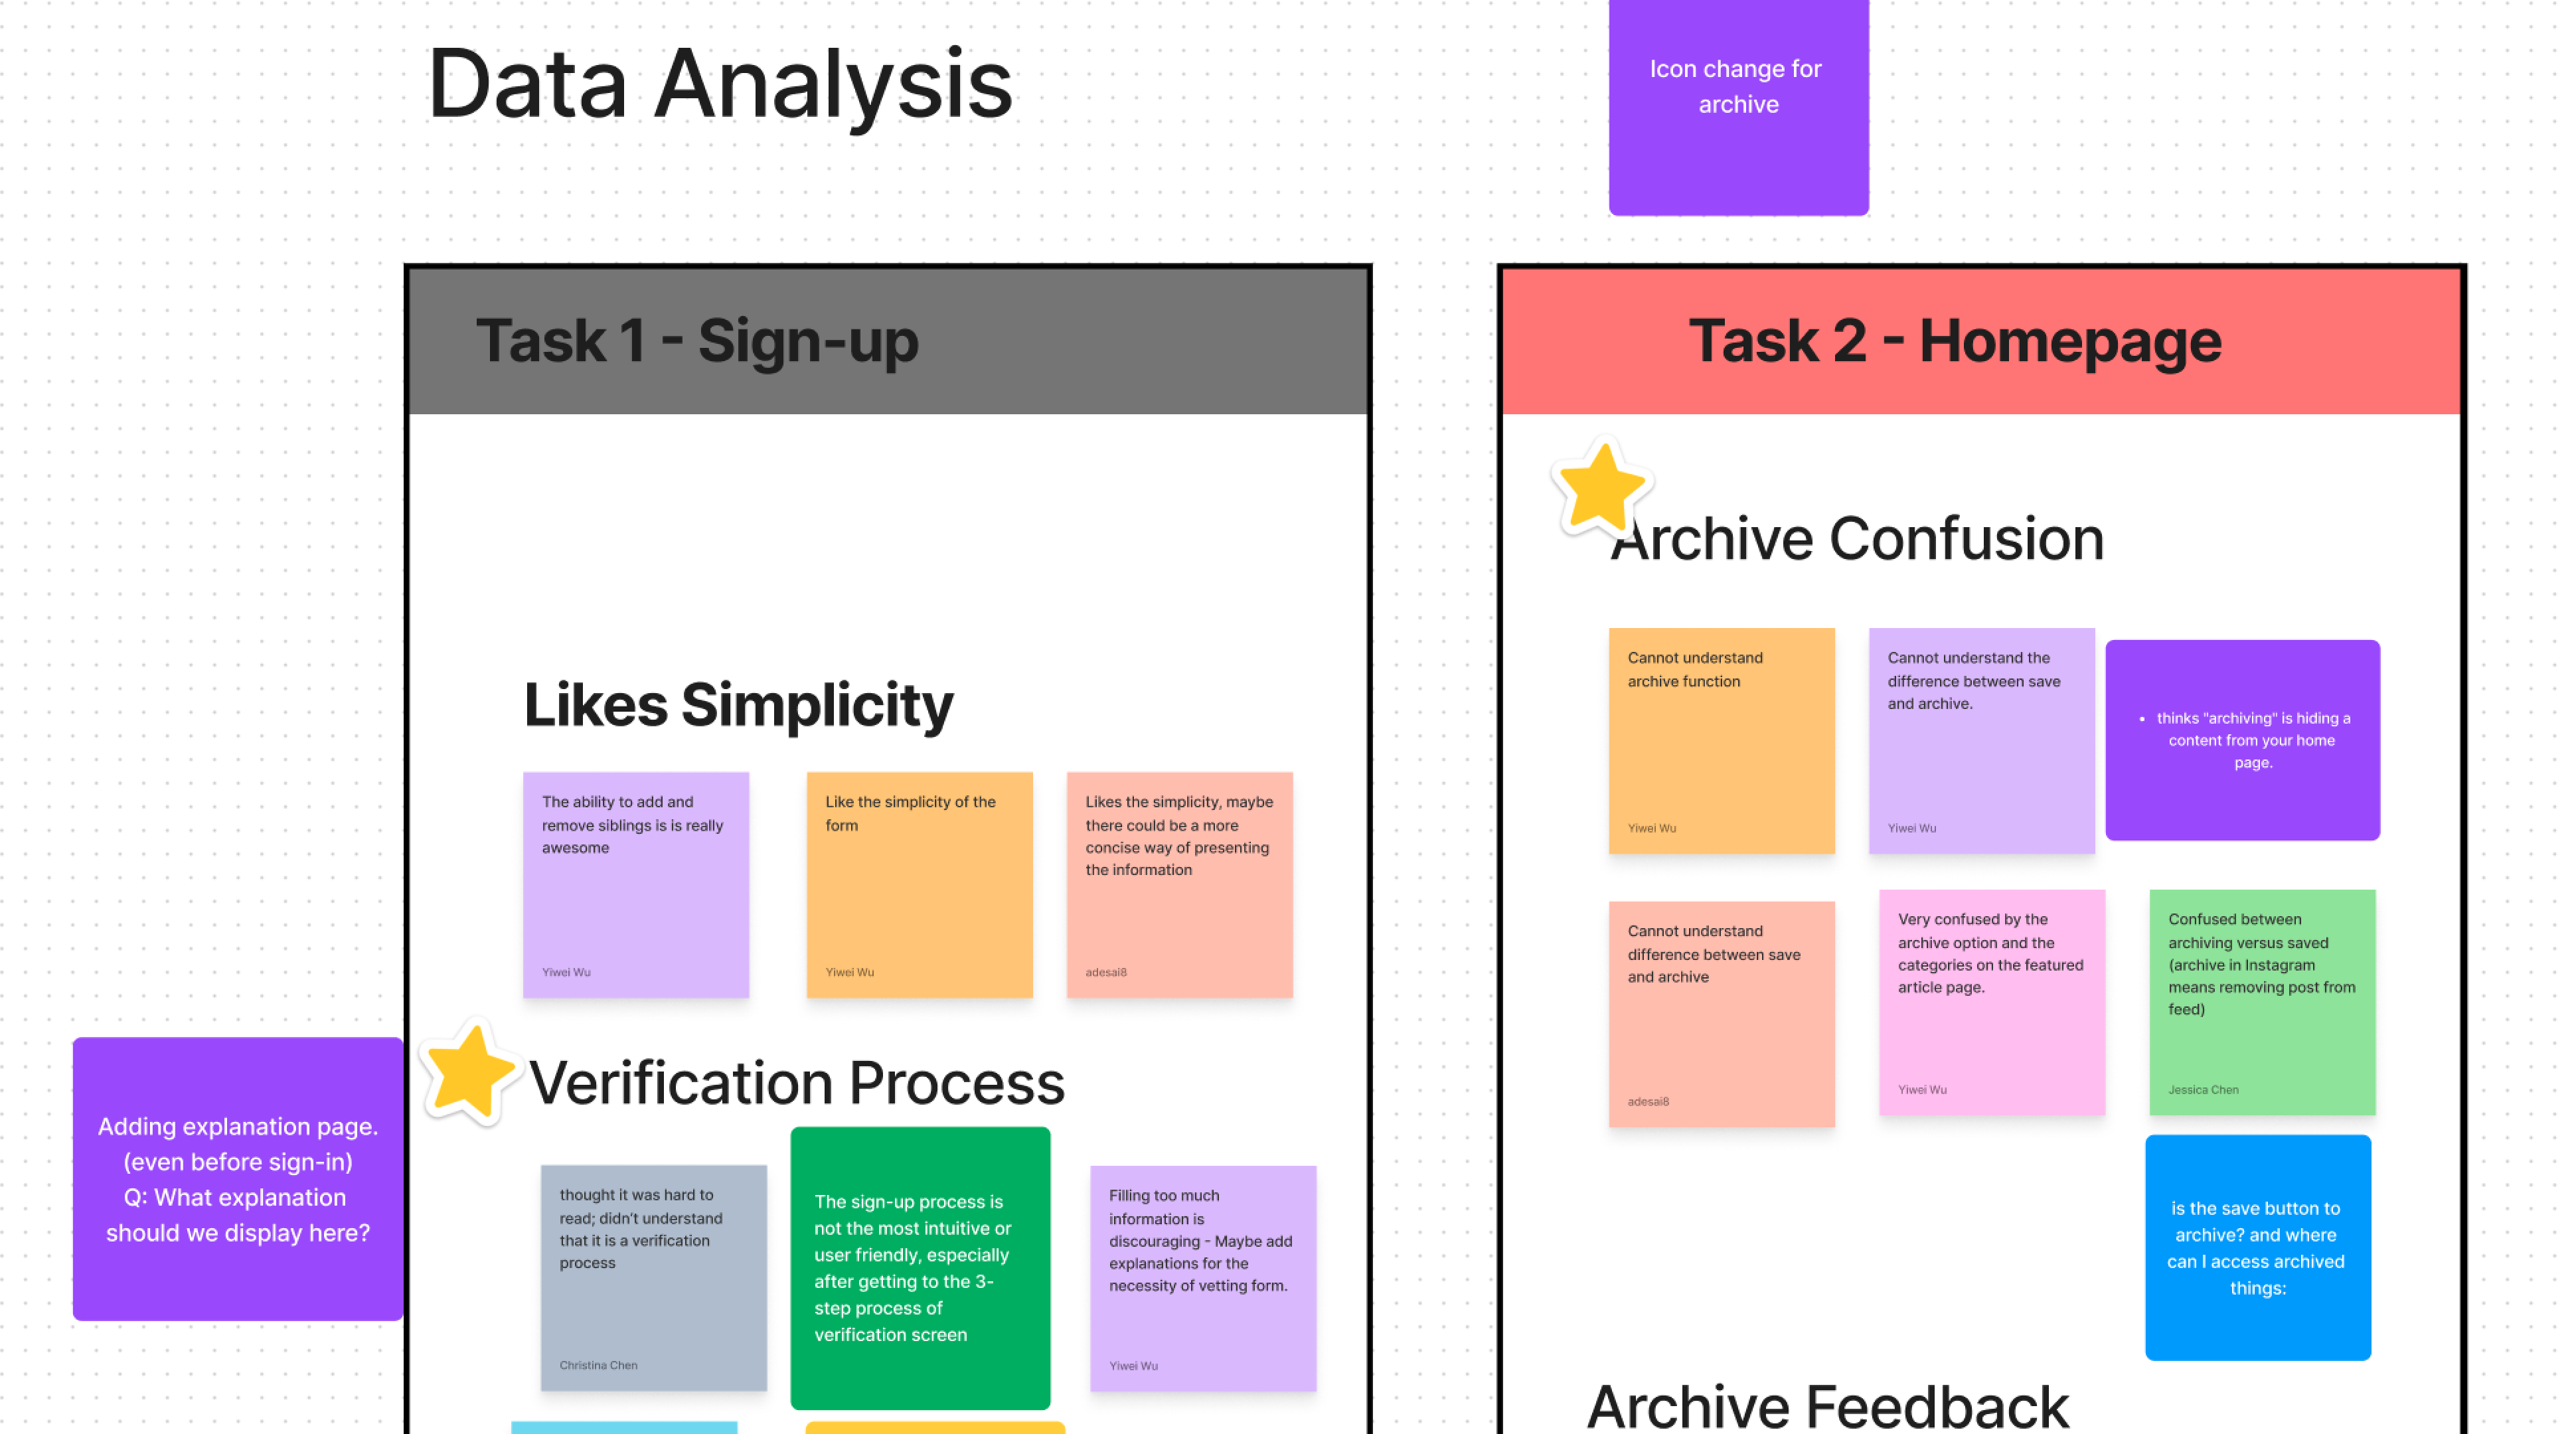 Data Analysis
Icon change for
archive
Task 1 - Sign-up
Likes Simplicity
The ability to add and
remove siblings is is really
awesome
Yiwei Wu
Like the simplicity of the
form
Yiwei Wu
Likes the simplicity, maybe
there could be a more
concise way of presenting
the information
adesai8
Adding explanation page.
(even before sign-in)
Q: What explanation
should we display here?
Verification Process
thought it was hard to
read; didn't understand
that it is a verification
process
Christina Chen
The sign-up process is
not the most intuitive or
user friendly, especially
after getting to the 3-
step process of
verification screen
Filling too much
information is
discouraging - Maybe add
explanations for the
necessity of vetting form.
Yiwei Wu
Task 2 - Homepage
Archive Confusion
Cannot understand
archive function
Yiwei Wu
Cannot understand the
difference between save
and archive.
Yiwei Wu
• thinks "archiving" is hiding a
content from your home
page.
Cannot understand
difference between save
and archive
adesai8
Very confused by the
archive option and the
categories on the featured
article page.
Yiwei Wu
Confused between
archiving versus saved
(archive in Instagram
means removing post from
feed)
Jessica Chen
is the save button to
archive? and where
can I access archived
things:
Archive Feedback